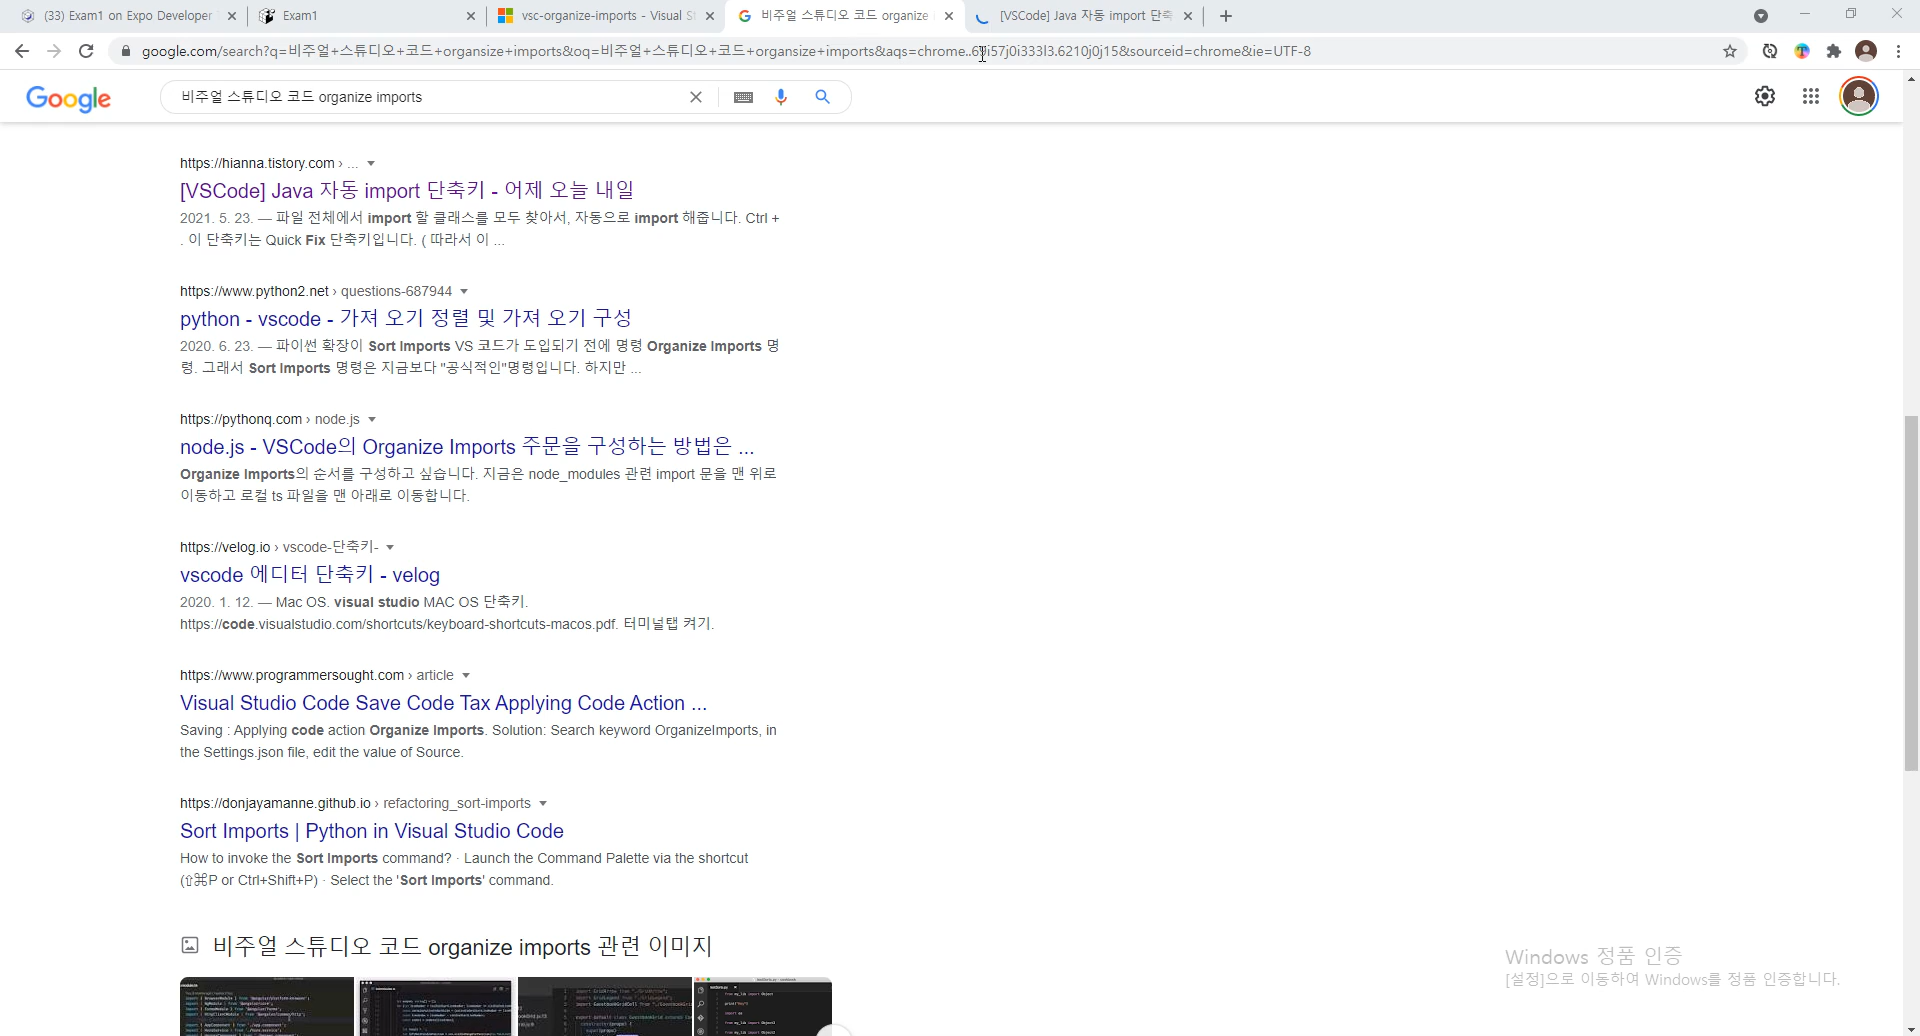 (33) Exam1 on Expo Developer
Exam1
vsc-organize-imports - Visual S
비주얼 스튜디오 코드 organize
[VSCode] Java 자동 import 단축
google.com/search?q=비주얼+스튜디오+코드+organsize+imports&oq=비주얼+스튜디오+코드+organsize+imports&aqs=chrome..69i57j0i333l3.6210j0j15&sourceid=chrome&ie=UTF-8
Google
비주얼 스튜디오 코드 organize imports
https://hianna.tistory.com › ...
[VSCode] Java 자동 import 단축키 - 어제 오늘 내일
2021. 5. 23. — 파일 전체에서 import 할 클래스를 모두 찾아서, 자동으로 import 해줍니다. Ctrl +
. 이 단축키는 Quick Fix 단축키입니다. ( 따라서 이 ...
https://www.python2.net › questions-687944
python - vscode - 가져 오기 정렬 및 가져 오기 구성
2020. 6. 23. — 파이썬 확장이 Sort Imports VS 코드가 도입되기 전에 명령 Organize Imports 명
령. 그래서 Sort Imports 명령은 지금보다 "공식적인"명령입니다. 하지만 ...
https://pythonq.com › node.js
node.js - VSCode의 Organize Imports 주문을 구성하는 방법은 ...
Organize Imports의 순서를 구성하고 싶습니다. 지금은 node_modules 관련 import 문을 맨 위로
이동하고 로컬 ts 파일을 맨 아래로 이동합니다.
https://velog.io › vscode-단축키-
vscode 에디터 단축키 - velog
2020. 1. 12. — Mac OS. visual studio MAC OS 단축키.
https://code.visualstudio.com/shortcuts/keyboard-shortcuts-macos.pdf. 터미널탭 켜기.
https://www.programmersought.com › article
Visual Studio Code Save Code Tax Applying Code Action ...
Saving : Applying code action Organize Imports. Solution: Search keyword OrganizeImports, in
the Settings.json file, edit the value of Source.
https://donjayamanne.github.io › refactoring_sort-imports
Sort Imports | Python in Visual Studio Code
How to invoke the Sort Imports command? · Launch the Command Palette via the shortcut
(⇧⌘P or Ctrl+Shift+P) · Select the 'Sort Imports' command.
비주얼 스튜디오 코드 organize imports 관련 이미지
Windows 정품 인증
[설정]으로 이동하여 Windows를 정품 인증합니다.